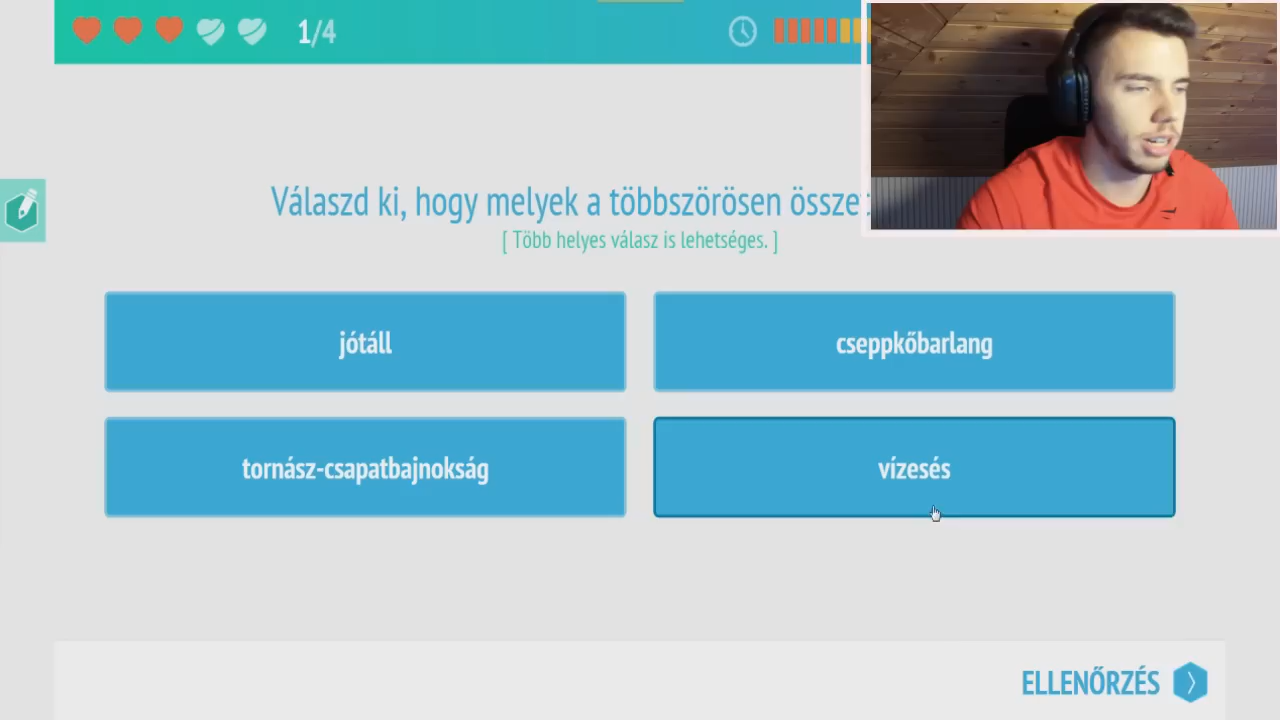 1/4
Válaszd ki, hogy melyek a többszörösen össze
[ Több helyes válasz is lehetséges. ]
jótáll
cseppkőbarlang
tornász-csapatbajnokság
vízesés
ELLENŐRZÉS